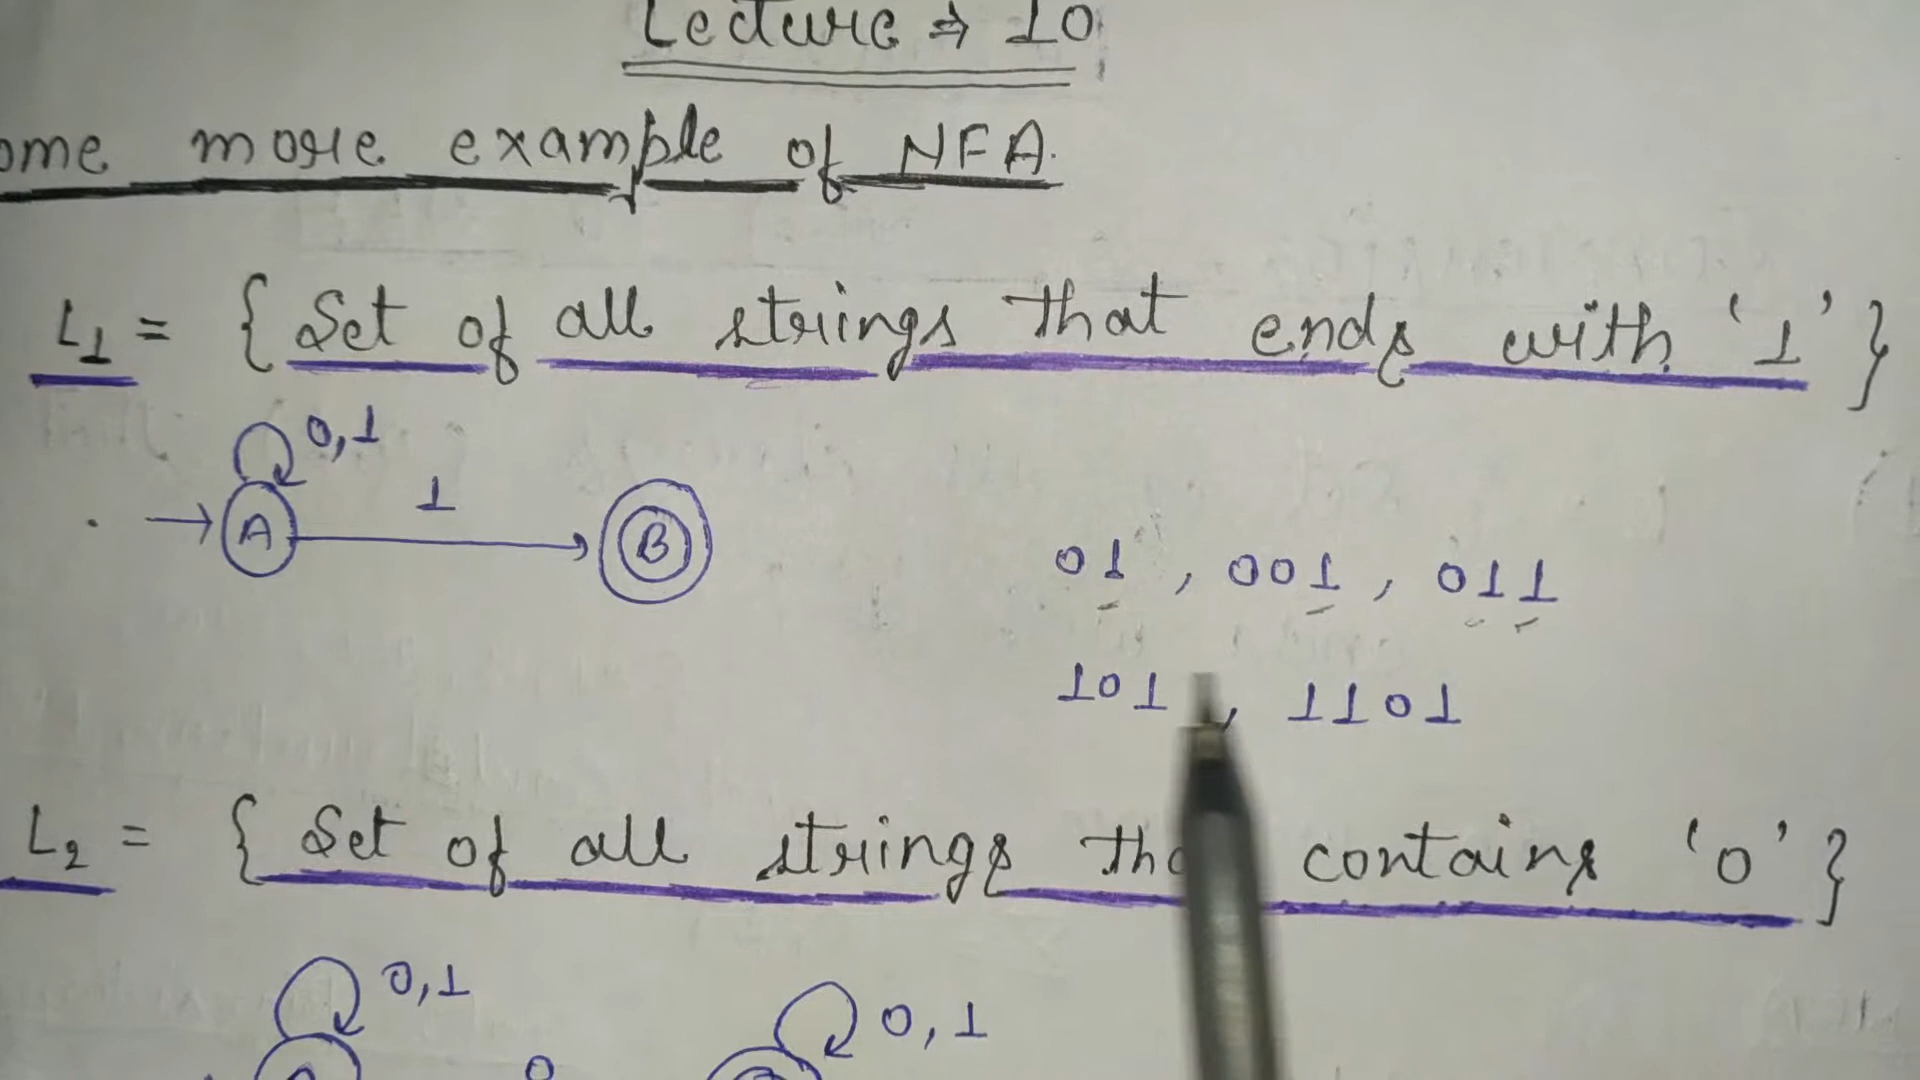 Lecture ⇒ 10
ome more example of NFA.
L1 = { Set of all strings that ends with '1' }
0,1
1
A
B
01, 001, 011
101, 1101
L2 = { Set of all strings contains '0' }
0,1
0,1
0